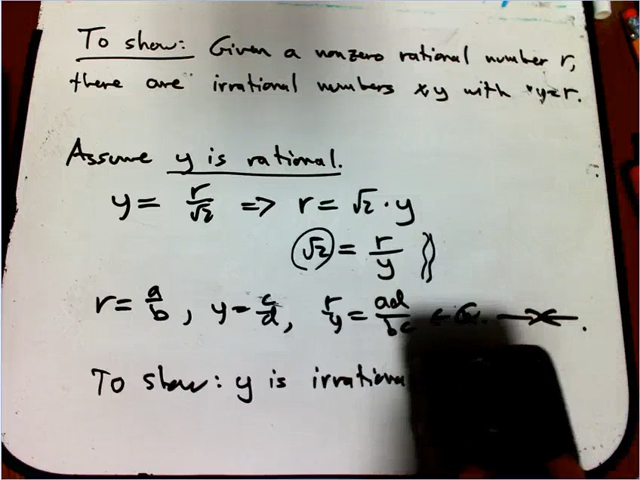 To show: Given a nonzero rational number r,
there are irrational numbers x,y with xy=r.
Assume y is rational.
y = r/√2 => r = √2 · y
√2 = r/y
r = a/b , y = c/d , r/y = ad/bc
To show: y is irrational